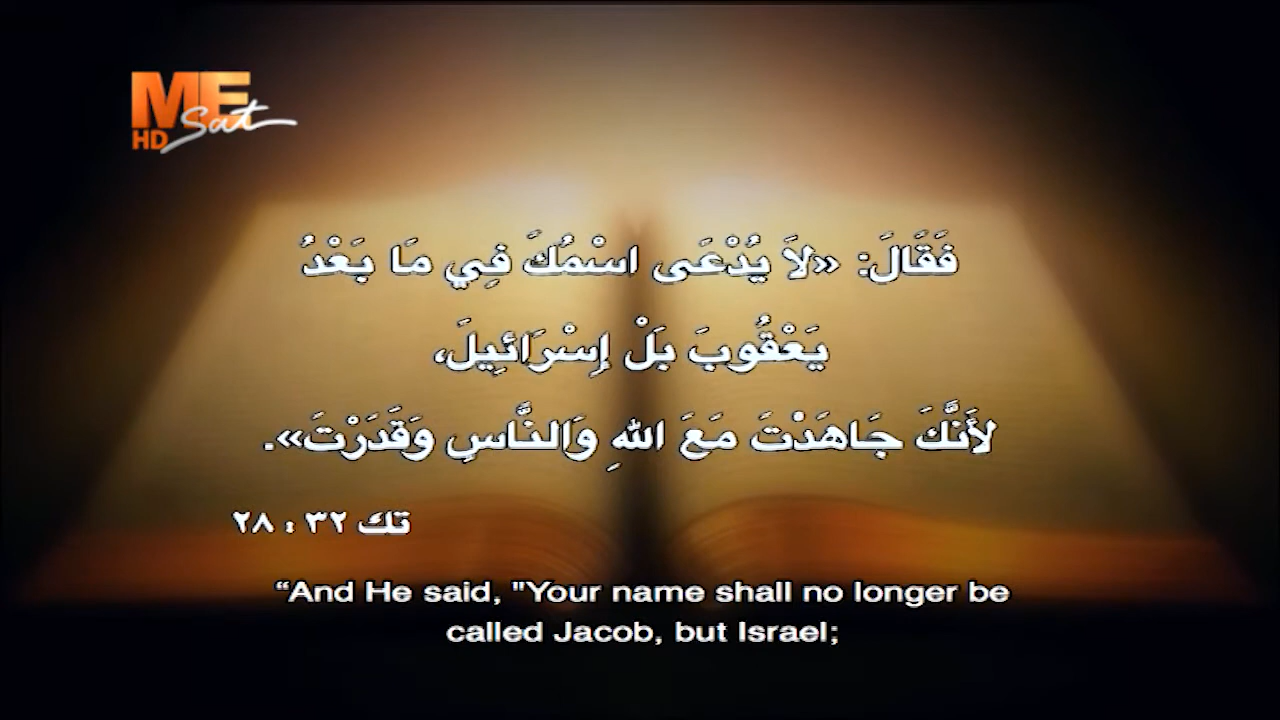 ME
HD Sat
فَقَالَ: «لاَ يُدْعَى اسْمُكَ فِي مَا بَعْدُ
يَعْقُوبَ بَلْ إِسْرَائِيلَ،
لأَنَّكَ جَاهَدْتَ مَعَ اللهِ وَالنَّاسِ وَقَدَرْتَ».
تك ٣٢ : ٢٨
“And He said, "Your name shall no longer be
called Jacob, but Israel;